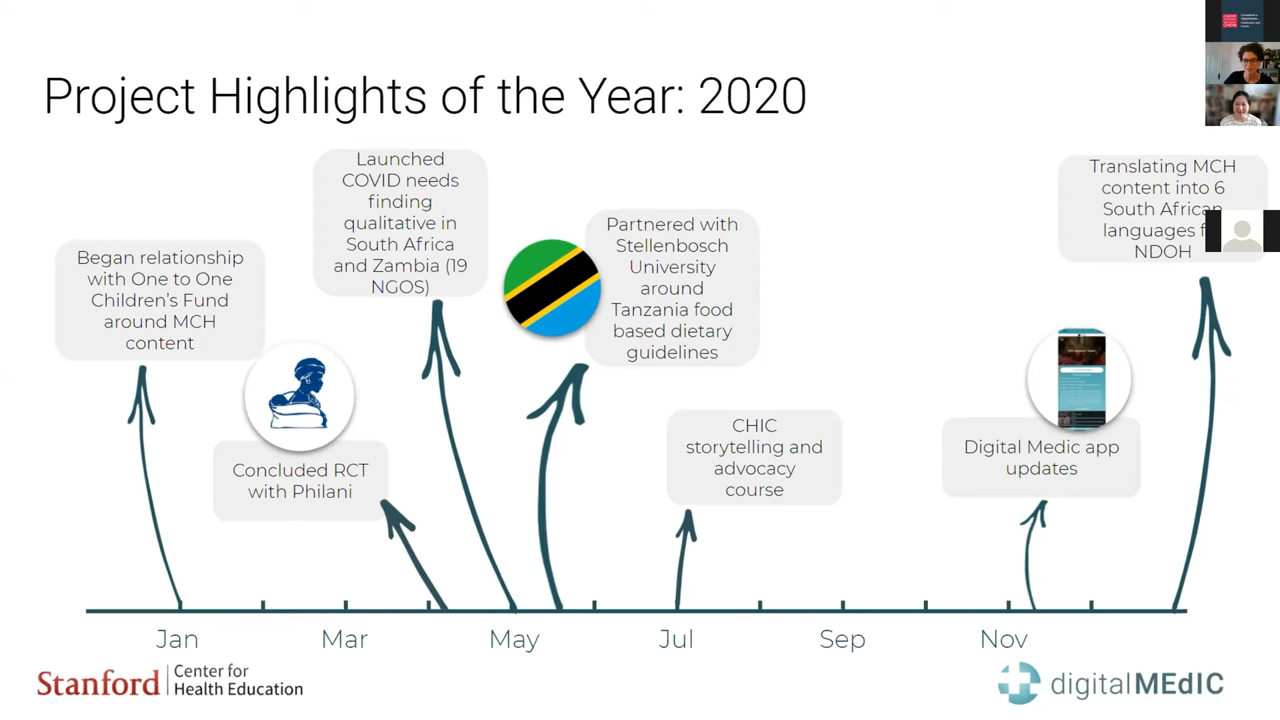 Project Highlights of the Year: 2020
Began relationship
with One to One
Children's Fund
around MCH
content
Concluded RCT
with Philani
Launched
COVID needs
finding
qualitative in
South Africa
and Zambia (19
NGOS)
Partnered with
Stellenbosch
University
around
Tanzania food
based dietary
guidelines
CHIC
storytelling and
advocacy
course
Digital Medic app
updates
Translating MCH
content into 6
South African
languages
NDOH
Jan
Mar
May
Jul
Sep
Nov
Stanford
Center for
Health Education
digitalMEdIC